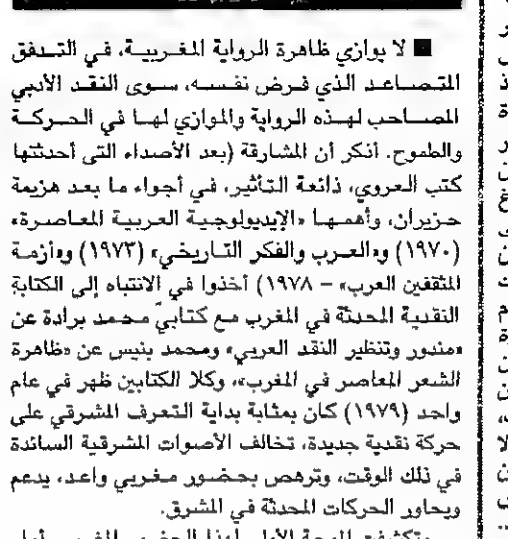 ■ لا يوازي ظاهرة الرواية المغربية، في التدفق
المتصاعد الذي فرض نفسه، سوى النقد الأدبي
المصاحب لهذه الرواية والموازي لها في الحركة
والطموح. أذكر أن المشارقة (بعد الأصداء التي أحدثتها
كتب العروي، ذائعة التأثير، في أجواء ما بعد هزيمة
حزيران، وأهمها «الإيديولوجية العربية المعاصرة»
(١٩٧٠) و«العرب والفكر التاريخي» (١٩٧٣) و«أزمة
المثقفين العرب» – ١٩٧٨) أخذوا في الانتباه إلى الكتابة
النقدية المحدثة في المغرب مع كتابي محمد برادة عن
«مندور وتنظير النقد العربي» ومحمد بنيس عن «ظاهرة
الشعر المعاصر في المغرب»، وكلا الكتابين ظهر في عام
واحد (١٩٧٩) كان بمثابة بداية التعرف المشرقي على
حركة نقدية جديدة، تخالف الأصوات المشرقية السائدة
في ذلك الوقت، وترهص بحضور مغربي واعد، يدعم
ويحاور الحركات المحدثة في المشرق.